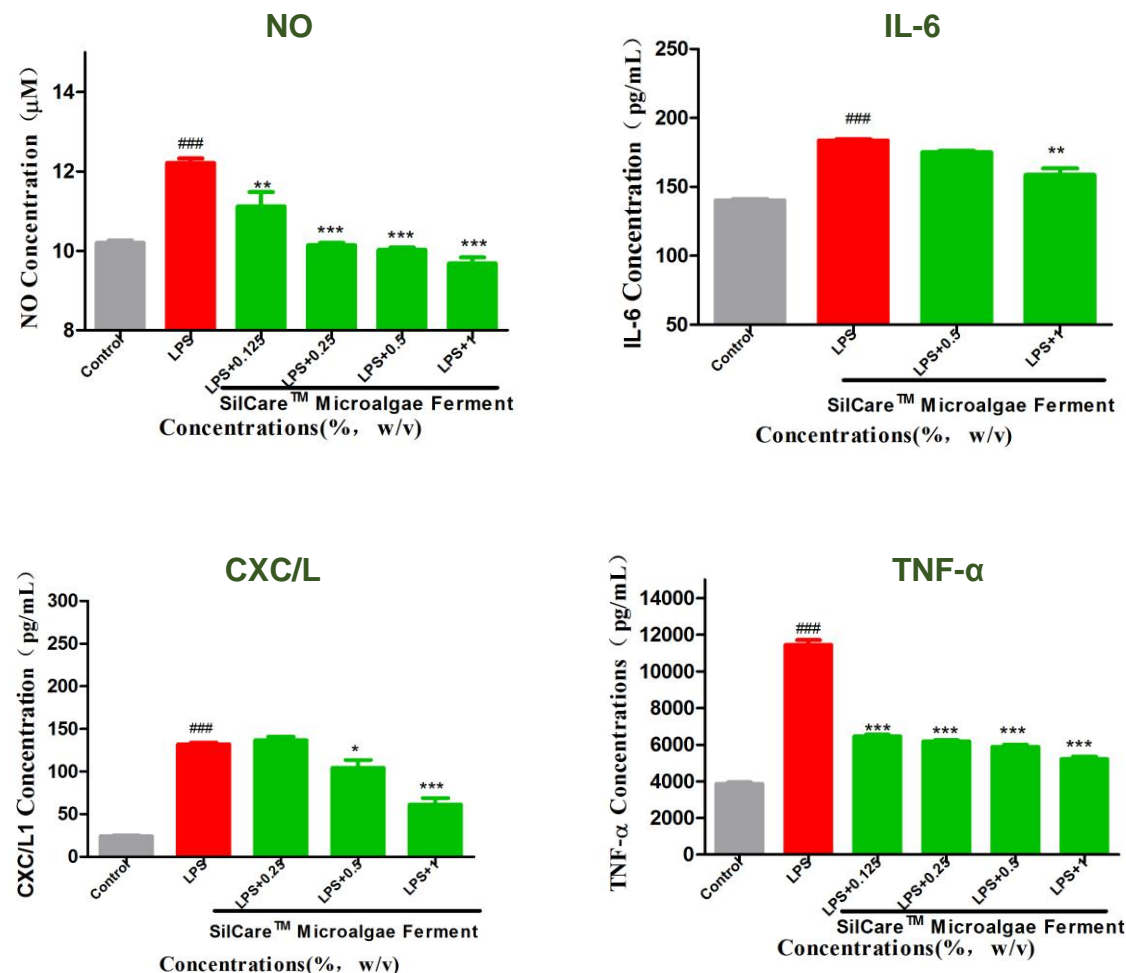 NO
NO Concentration（μM）
14
12
10
8
###
**
***
***
***
Control
LPS
LPS+0.125
LPS+0.25
LPS+0.5
LPS+1
SilCare™ Microalgae Ferment
Concentrations(%， w/v)
IL-6
IL-6 Concentration（ pg/mL）
250
200
150
100
50
###
**
Control
LPS
LPS+0.5
LPS+1
SilCare™ Microalgae Ferment
Concentrations(%， w/v)
CXC/L
CXC/L1 Concentration（pg/mL）
300
250
200
150
100
50
0
###
*
***
Control
LPS
LPS+0.25
LPS+0.5
LPS+1
SilCare™ Microalgae Ferment
Concentrations(%， w/v)
TNF-α
TNF-α Concentrations（ pg/mL）
14000
12000
10000
8000
6000
4000
2000
0
###
***
***
***
***
Control
LPS
LPS+0.125
LPS+0.25
LPS+0.5
LPS+1
SilCare™ Microalgae Ferment
Concentrations(%， w/v)